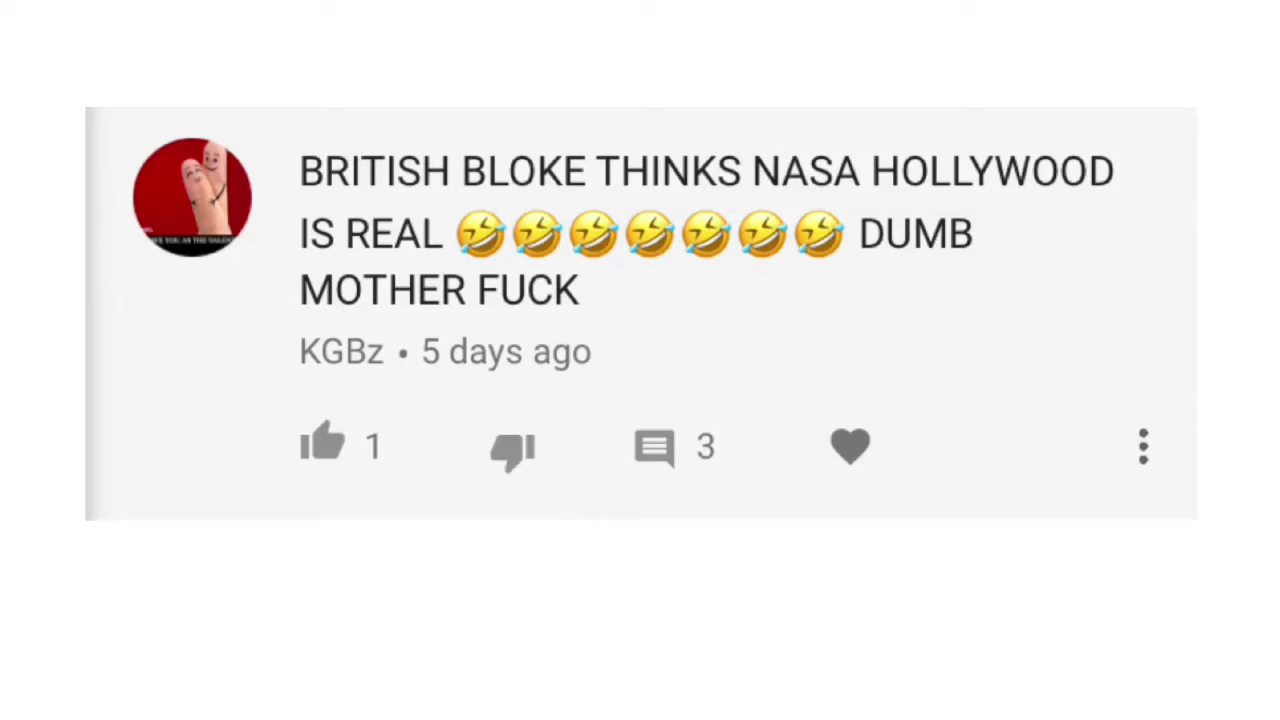 BRITISH BLOKE THINKS NASA HOLLYWOOD
IS REAL 🤣🤣🤣🤣🤣🤣🤣 DUMB
MOTHER FUCK
KGBz • 5 days ago
1 3